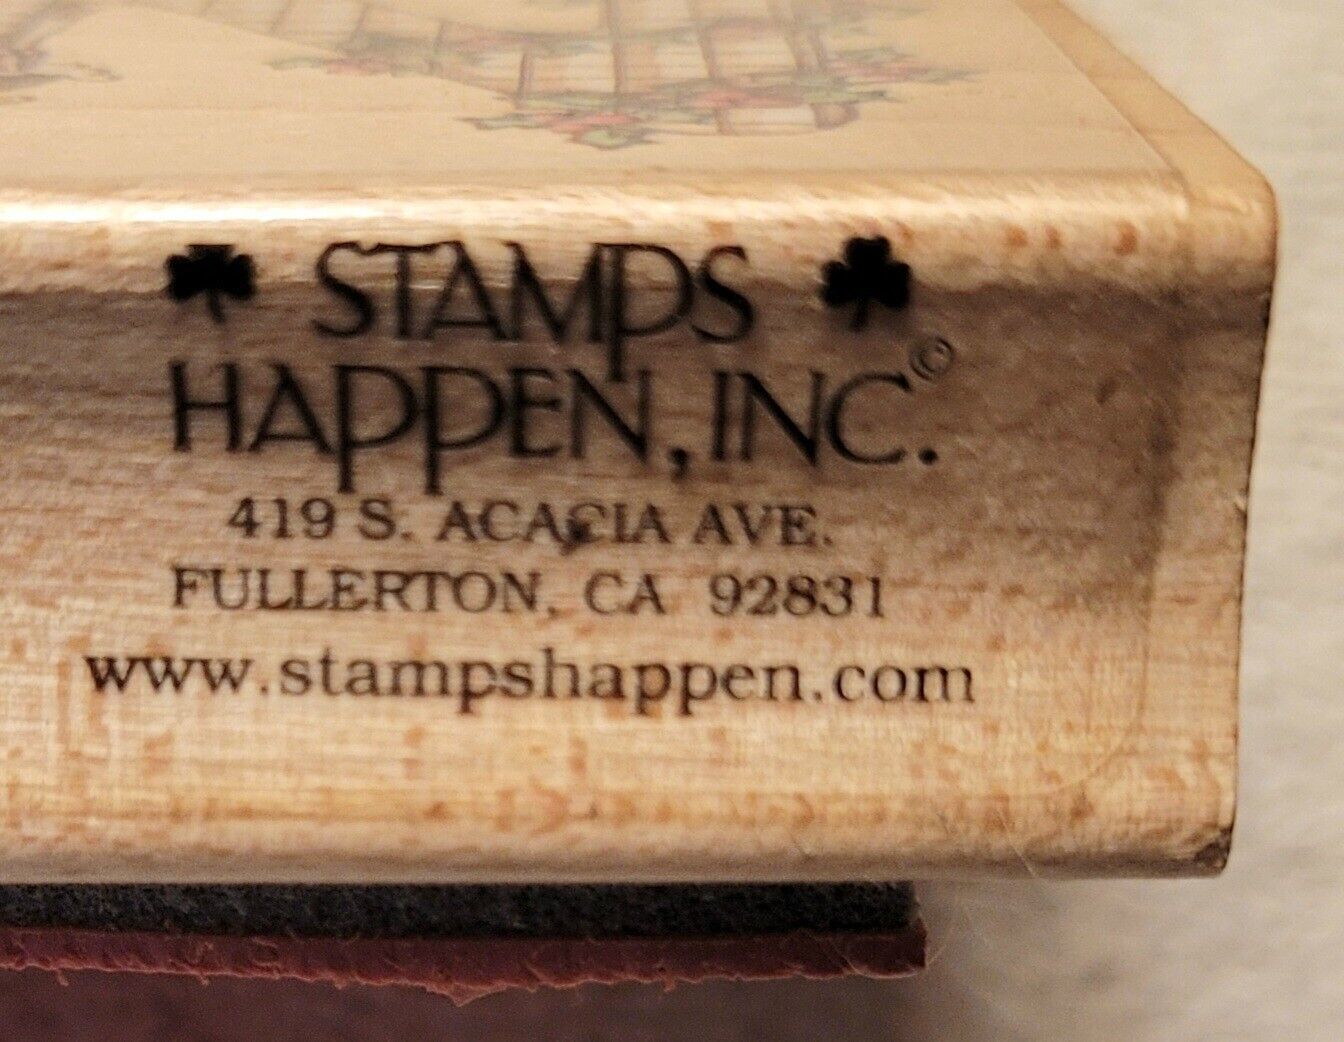 STAMPS
HAPPEN, INC.©
419 S. ACACIA AVE.
FULLERTON, CA 92831
www.stampshappen.com